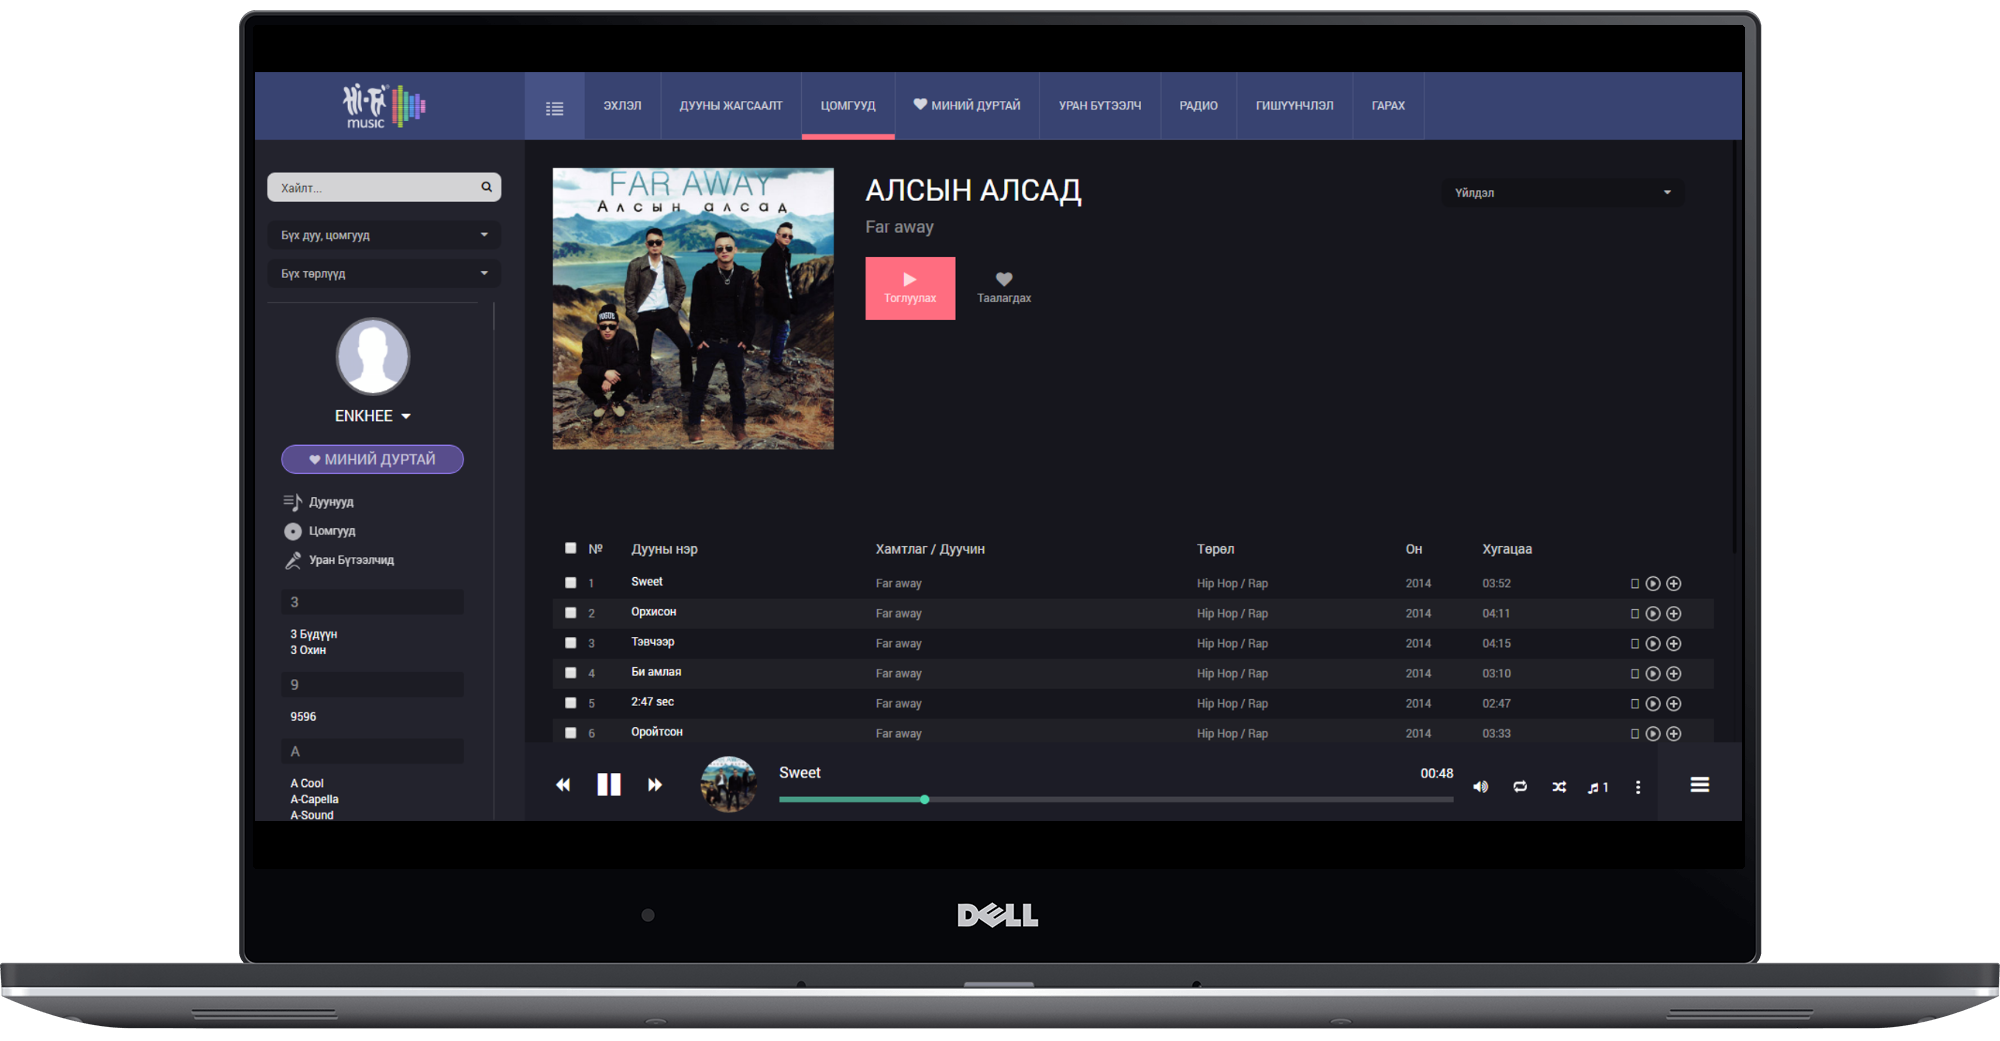 Hi-Fi
music
ЭХЛЭЛ
ДУУНЫ ЖАГСААЛТ
ЦОМГУУД
МИНИЙ ДУРТАЙ
УРАН БҮТЭЭЛЧ
РАДИО
ГИШҮҮНЧЛЭЛ
ГАРАХ
Хайлт...
Бүх дуу, цомгууд
Бүх төрлүүд
ENKHEE
МИНИЙ ДУРТАЙ
Дуунууд
Цомгууд
Уран Бүтээлчид
3
3 Бүдүүн
3 Охин
9
9596
A
A Cool
A-Capella
A-Sound
FAR AWAY
Алсын алсад
VOGUE
АЛСЫН АЛСАД
Far away
Үйлдэл
Тоглуулах
Таалагдах
№ Дууны нэр Хамтлаг / Дуучин Төрөл Он Хугацаа
1 Sweet Far away Hip Hop / Rap 2014 03:52
2 Орхисон Far away Hip Hop / Rap 2014 04:11
3 Тэвчээр Far away Hip Hop / Rap 2014 04:15
4 Би амлая Far away Hip Hop / Rap 2014 03:10
5 2:47 sec Far away Hip Hop / Rap 2014 02:47
6 Оройтсон Far away Hip Hop / Rap 2014 03:33
Sweet
00:48
1
DELL